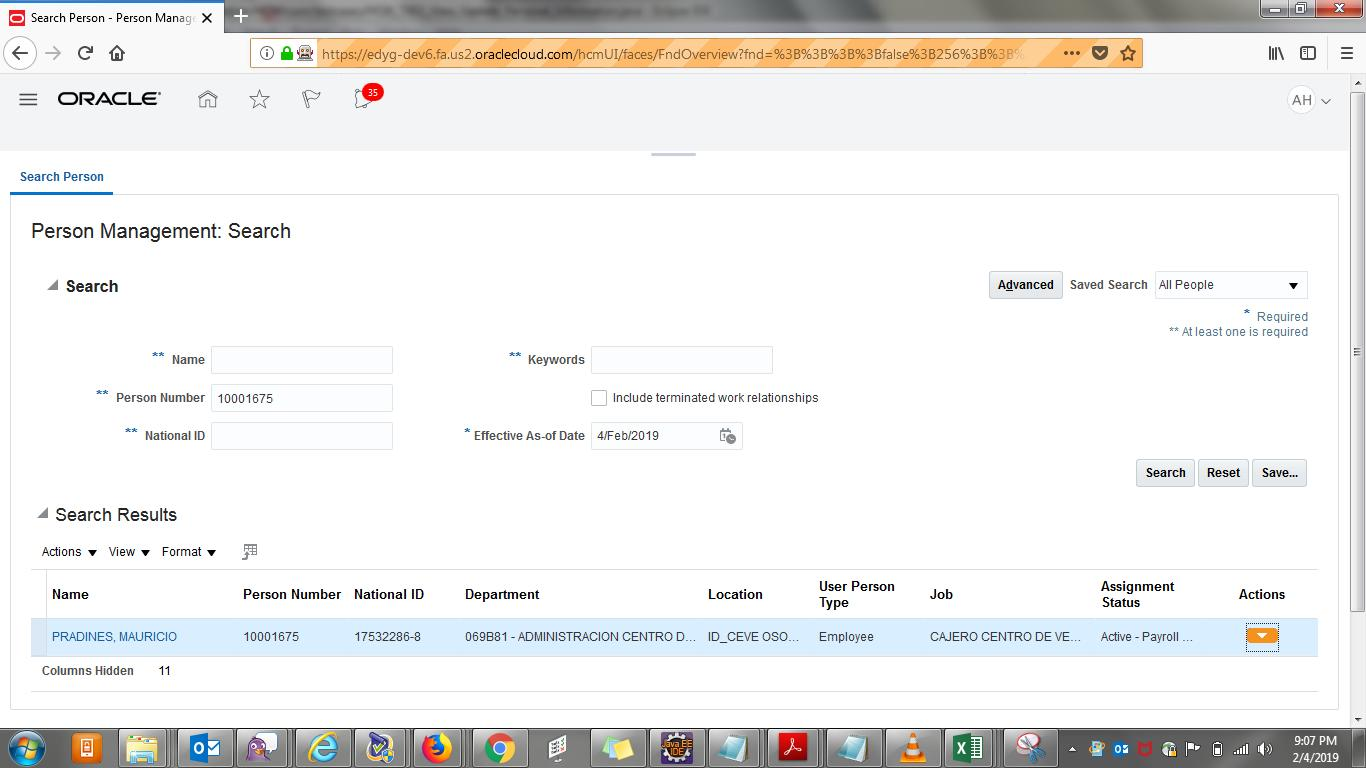 Search Person - Person Manag
https://edyg-dev6.fa.us2.oraclecloud.com/hcmUI/faces/FndOverview?fnd=%3B%3B%3B%3Bfalse%3B256%3B%3B%
ORACLE
35
AH
Search Person
Person Management: Search
Search
Advanced Saved Search All People
* Required
** At least one is required
** Name ** Keywords
** Person Number 10001675 Include terminated work relationships
** National ID * Effective As-of Date 4/Feb/2019
Search Reset Save...
Search Results
Actions View Format
Name Person Number National ID Department Location User Person Type Job Assignment Status Actions
PRADINES, MAURICIO 10001675 17532286-8 069B81 - ADMINISTRACION CENTRO D... ID_CEVE OSO... Employee CAJERO CENTRO DE VE... Active - Payroll ...
Columns Hidden 11
Java EE
IDE
9:07 PM
2/4/2019